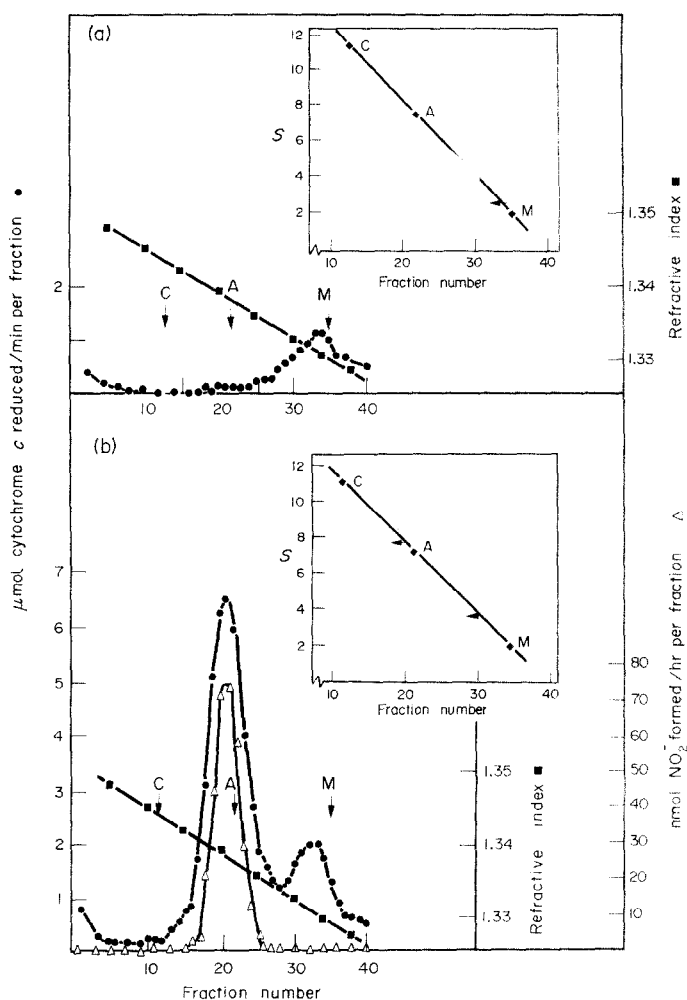 (a)
12
10
8
6
4
2
S
C
A
M
10
20
30
40
Fraction number
2
C
A
M
10
20
30
40
1.35
1.34
1.33
Refractive index ■
μmol cytochrome c reduced/min per fraction ●
(b)
12
10
8
6
4
2
S
C
A
M
10
20
30
40
Fraction number
7
6
5
4
3
2
1
C
A
M
10
20
30
40
Fraction number
1.35
1.34
1.33
Refractive index ■
80
70
60
50
40
30
20
10
nmol NO₂⁻ formed/hr per fraction △